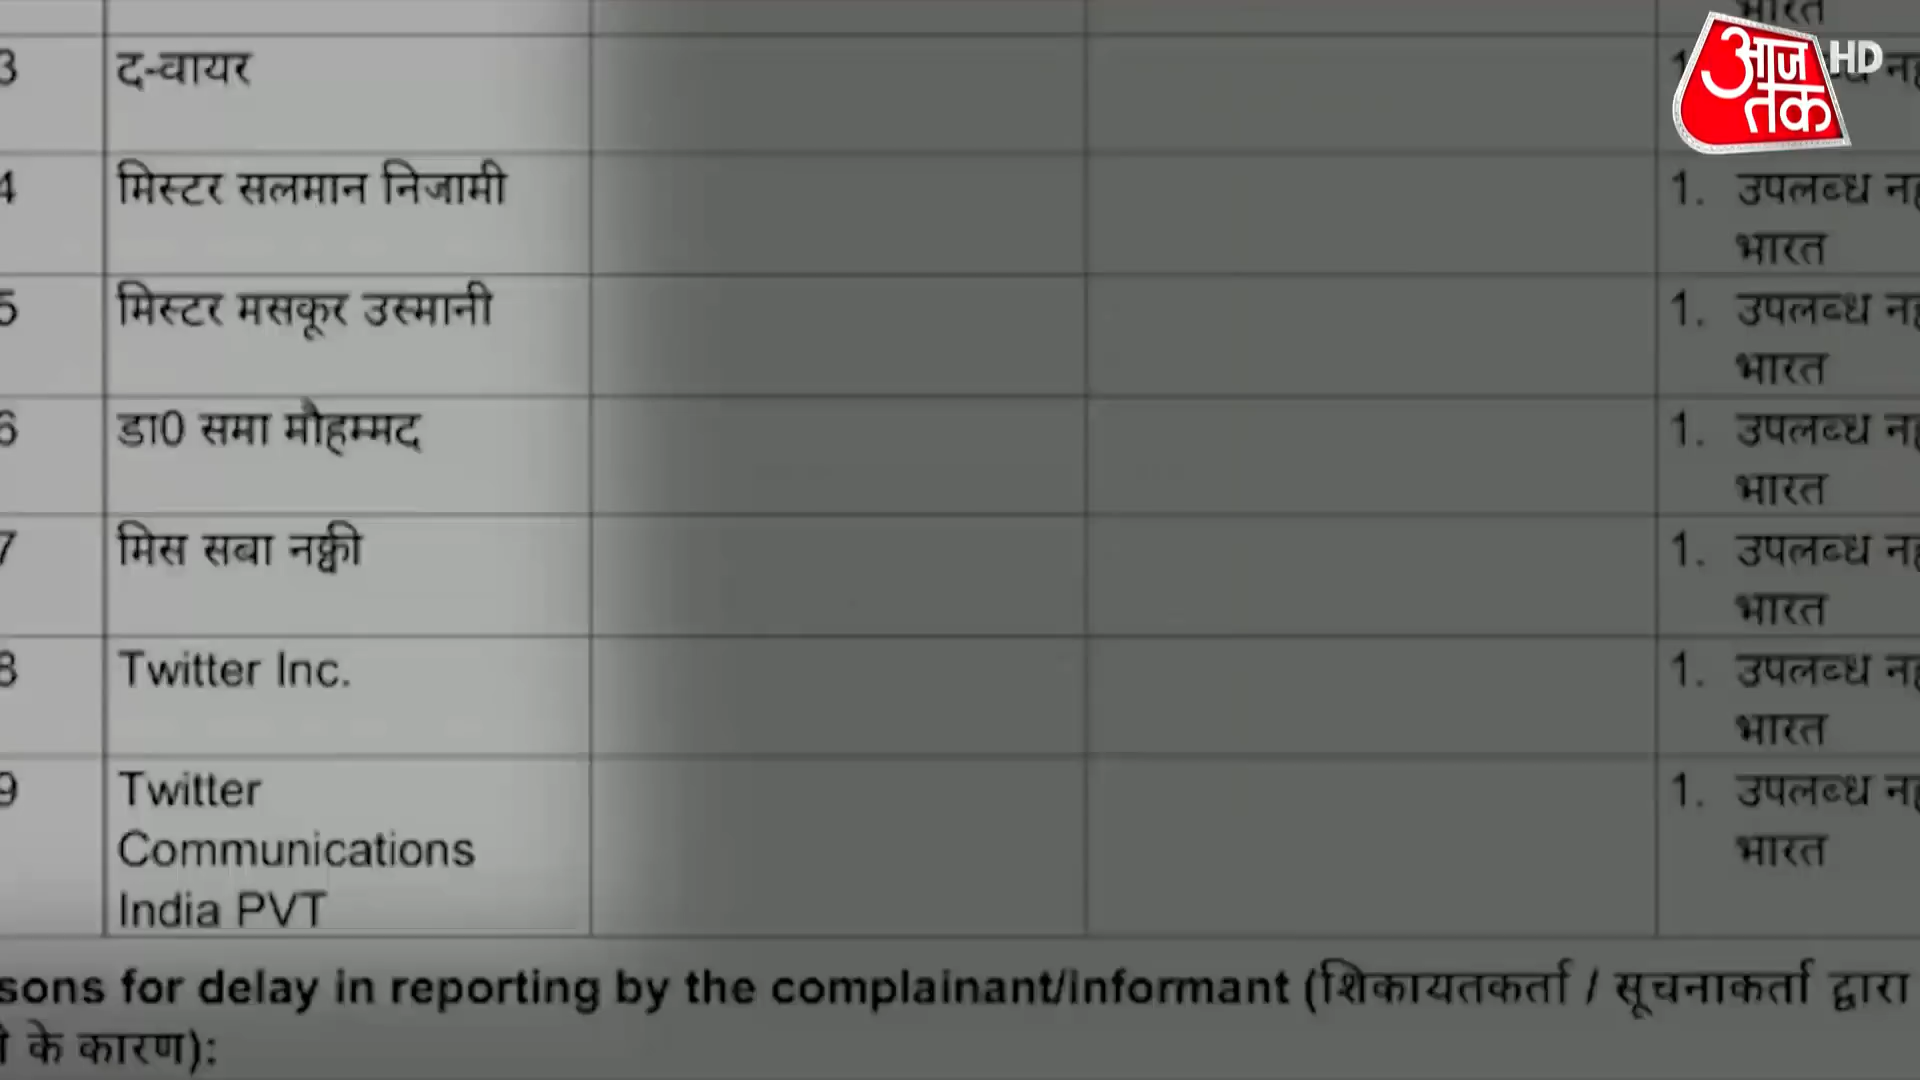 भारत
3 द-वायर
आज तक HD
4 मिस्टर सलमान निजामी 1. उपलब्ध
भारत
5 मिस्टर मसकूर उस्मानी 1. उपलब्ध
भारत
6 डा0 समा मौहम्मद 1. उपलब्ध
भारत
7 मिस सबा नक़्वी 1. उपलब्ध
भारत
8 Twitter Inc. 1. उपलब्ध
भारत
9 Twitter 1. उपलब्ध
Communications भारत
India PVT
sons for delay in reporting by the complainant/informant (शिकायतकर्ता / सूचनाकर्ता द्वारा
के कारण):